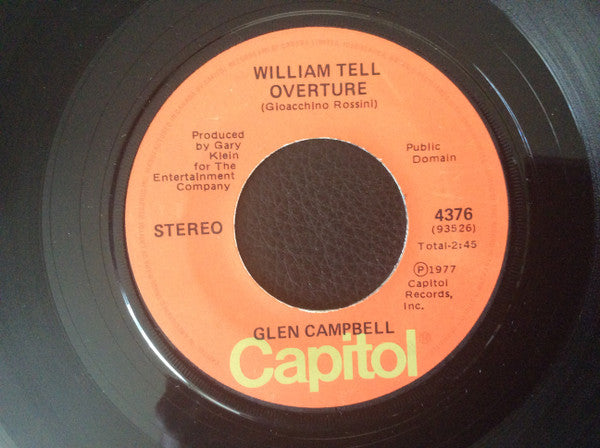 WILLIAM TELL
OVERTURE
(Gioacchino Rossini)
Produced
by Gary
Klein
for The
Entertainment
Company
Public
Domain
STEREO
4376
(93526)
Total-2:45
℗1977
Capitol
Records,
Inc.
GLEN CAMPBELL
Capitol®